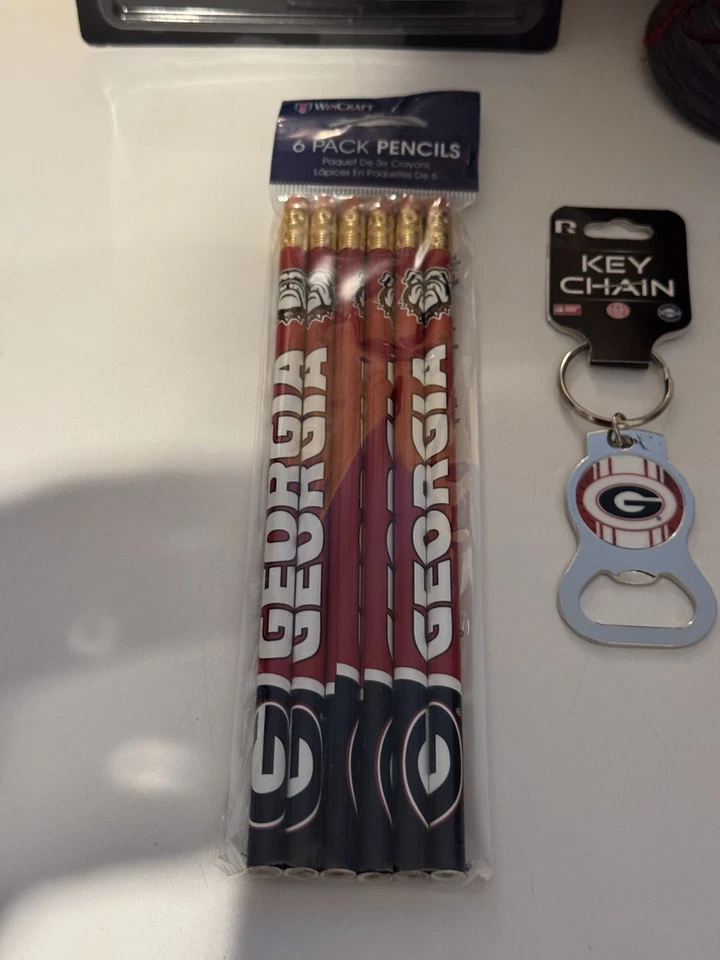 WINCRAFT
6 PACK PENCILS
Paquet De Six Crayons
Lápices En Paquetes De 6
GEORGIA
GEORGIA
GEORGIA
G
G
G
R
KEY
CHAIN
G